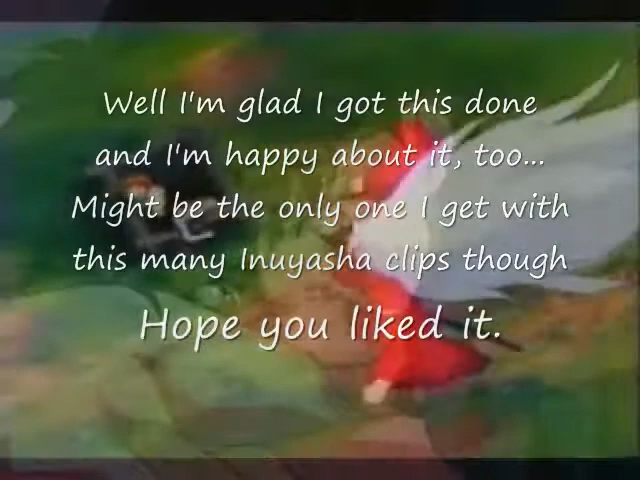 Well I'm glad I got this done
and I'm happy about it, too...
Might be the only one I get with
this many Inuyasha clips though
Hope you liked it.